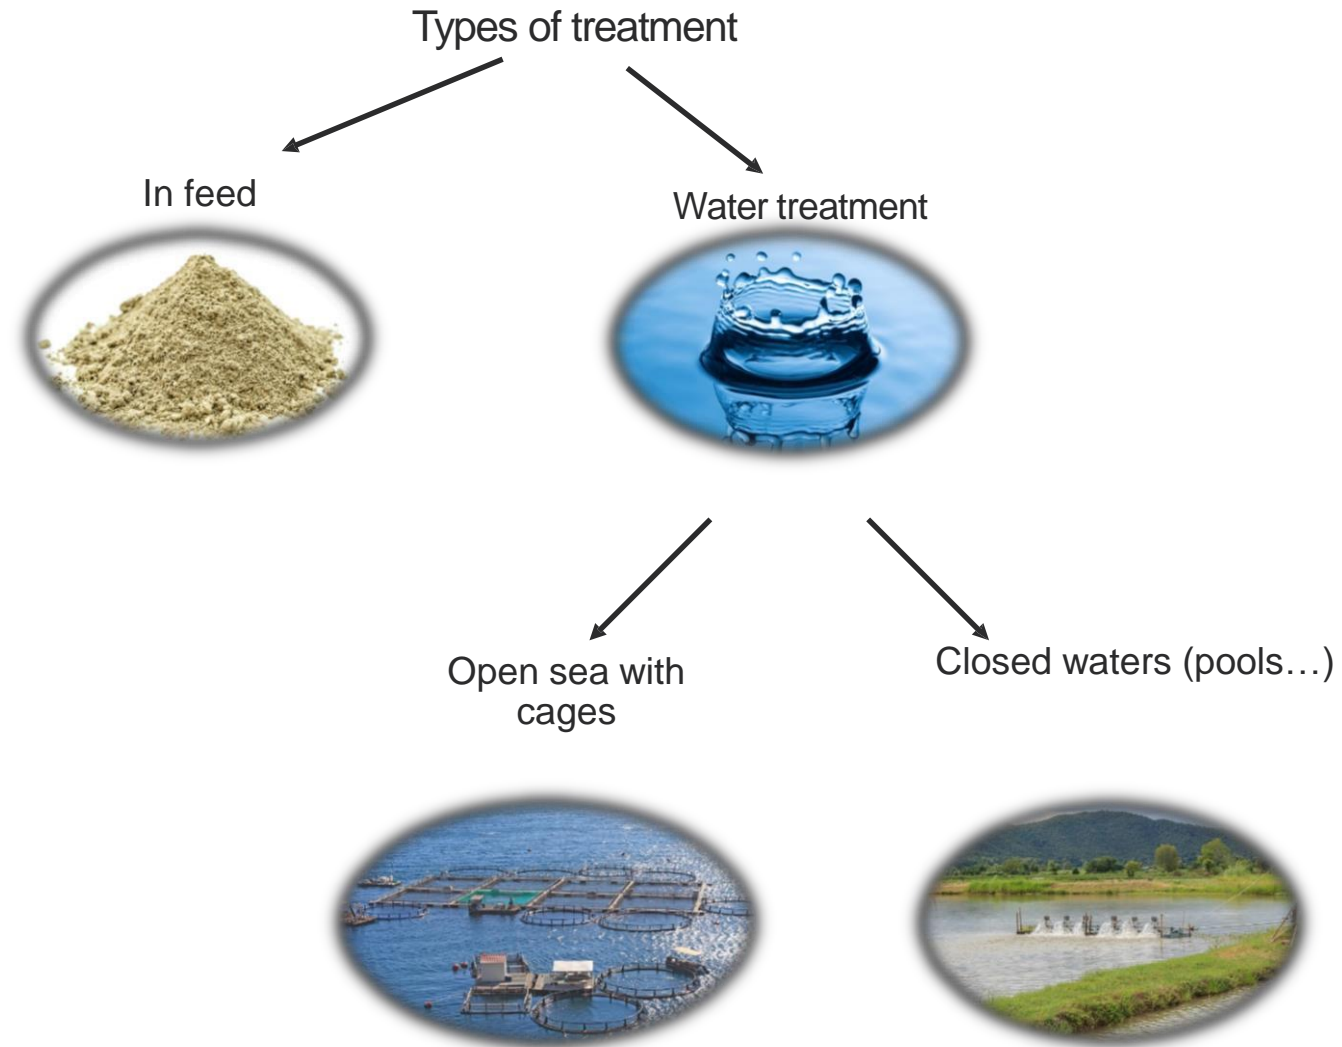 Types of treatment
In feed
Water treatment
Open sea with
cages
Closed waters (pools…)